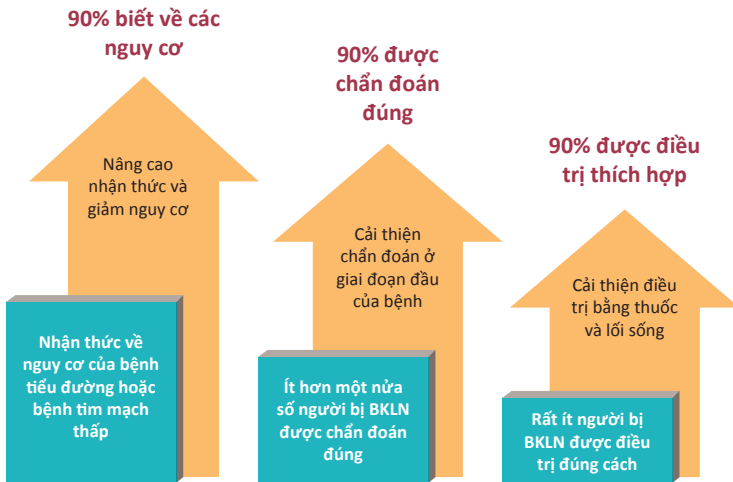 90% biết về các
nguy cơ
Nâng cao
nhận thức và
giảm nguy cơ
Nhận thức về
nguy cơ của bệnh
tiểu đường hoặc
bệnh tim mạch
thấp
90% được
chẩn đoán
đúng
Cải thiện
chẩn đoán ở
giai đoạn đầu
của bệnh
Ít hơn một nửa
số người bị BKLN
được chẩn đoán
đúng
90% được điều
trị thích hợp
Cải thiện điều
trị bằng thuốc
và lối sống
Rất ít người bị
BKLN được điều
trị đúng cách